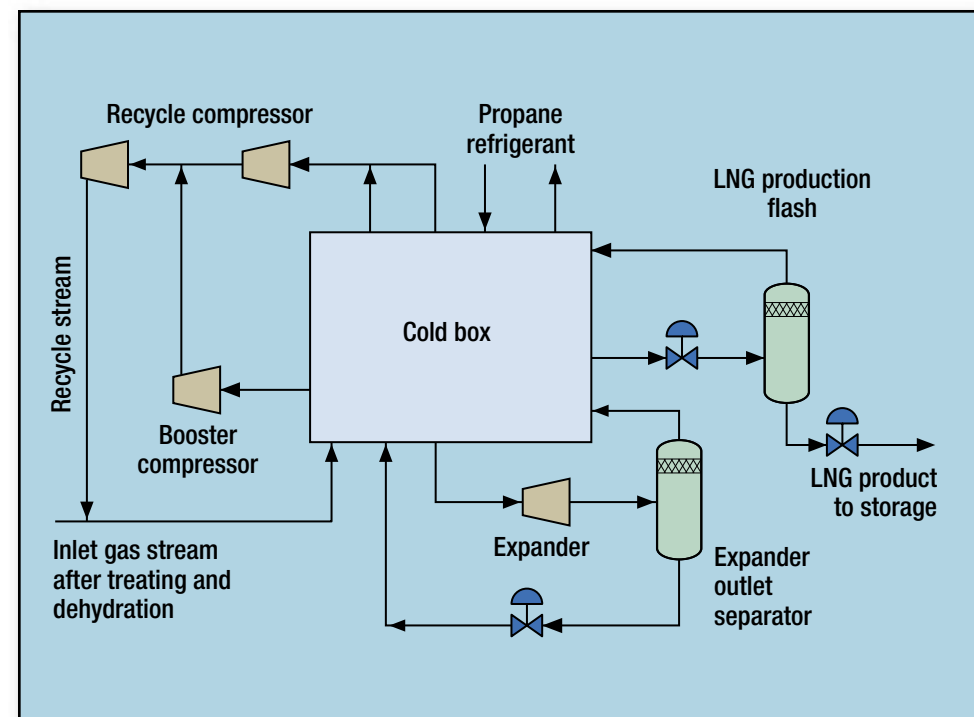 Recycle compressor
Propane
refrigerant
LNG production
flash
Recycle stream
Cold box
Booster
compressor
LNG product
to storage
Inlet gas stream
after treating and
dehydration
Expander
Expander
outlet
separator